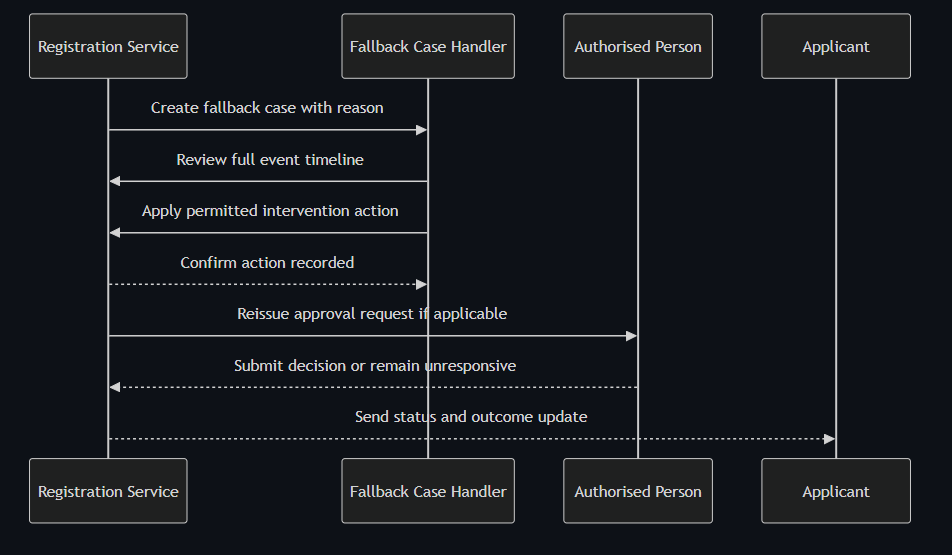 Registration Service
Fallback Case Handler
Authorised Person
Applicant
Create fallback case with reason
Review full event timeline
Apply permitted intervention action
Confirm action recorded
Reissue approval request if applicable
Submit decision or remain unresponsive
Send status and outcome update
Registration Service
Fallback Case Handler
Authorised Person
Applicant